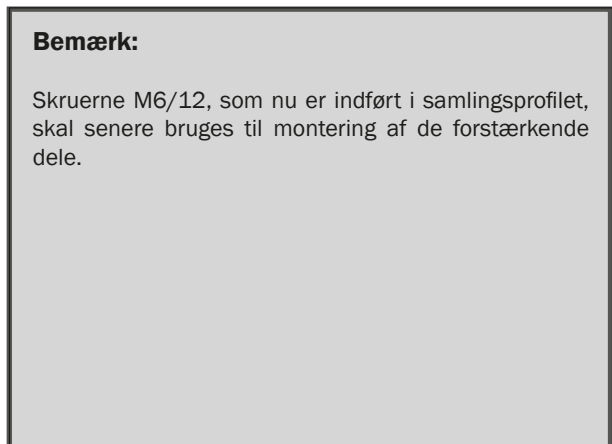 Bemærk:
Skruerne M6/12, som nu er indført i samlingsprofilet,
skal senere bruges til montering af de forstærkende
dele.